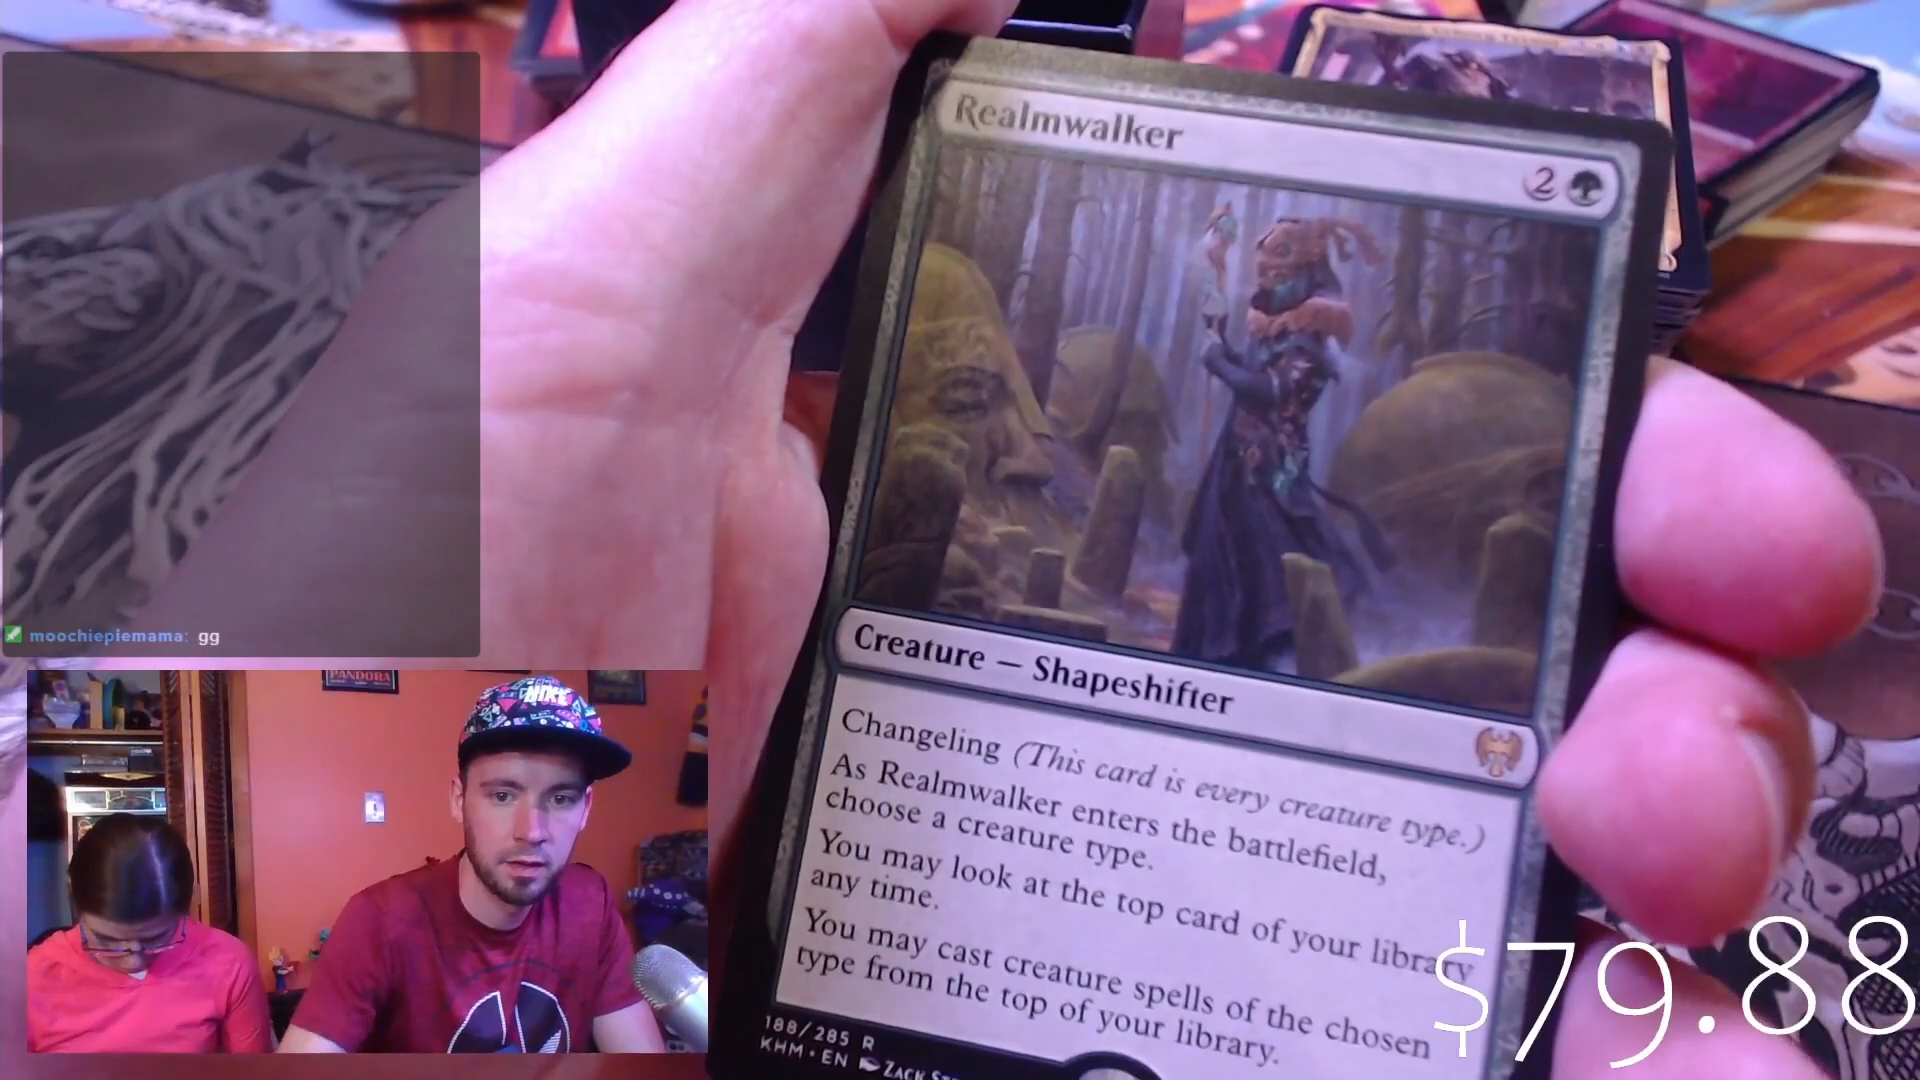 Realmwalker
2
moochiepiemama: gg
PANDORA
NIKE
Creature — Shapeshifter
Changeling (This card is every creature type.)
As Realmwalker enters the battlefield,
choose a creature type.
You may look at the top card of your library
any time.
You may cast creature spells of the chosen
type from the top of your library.
188/285 R
KHM • EN
ZACK
$79.88